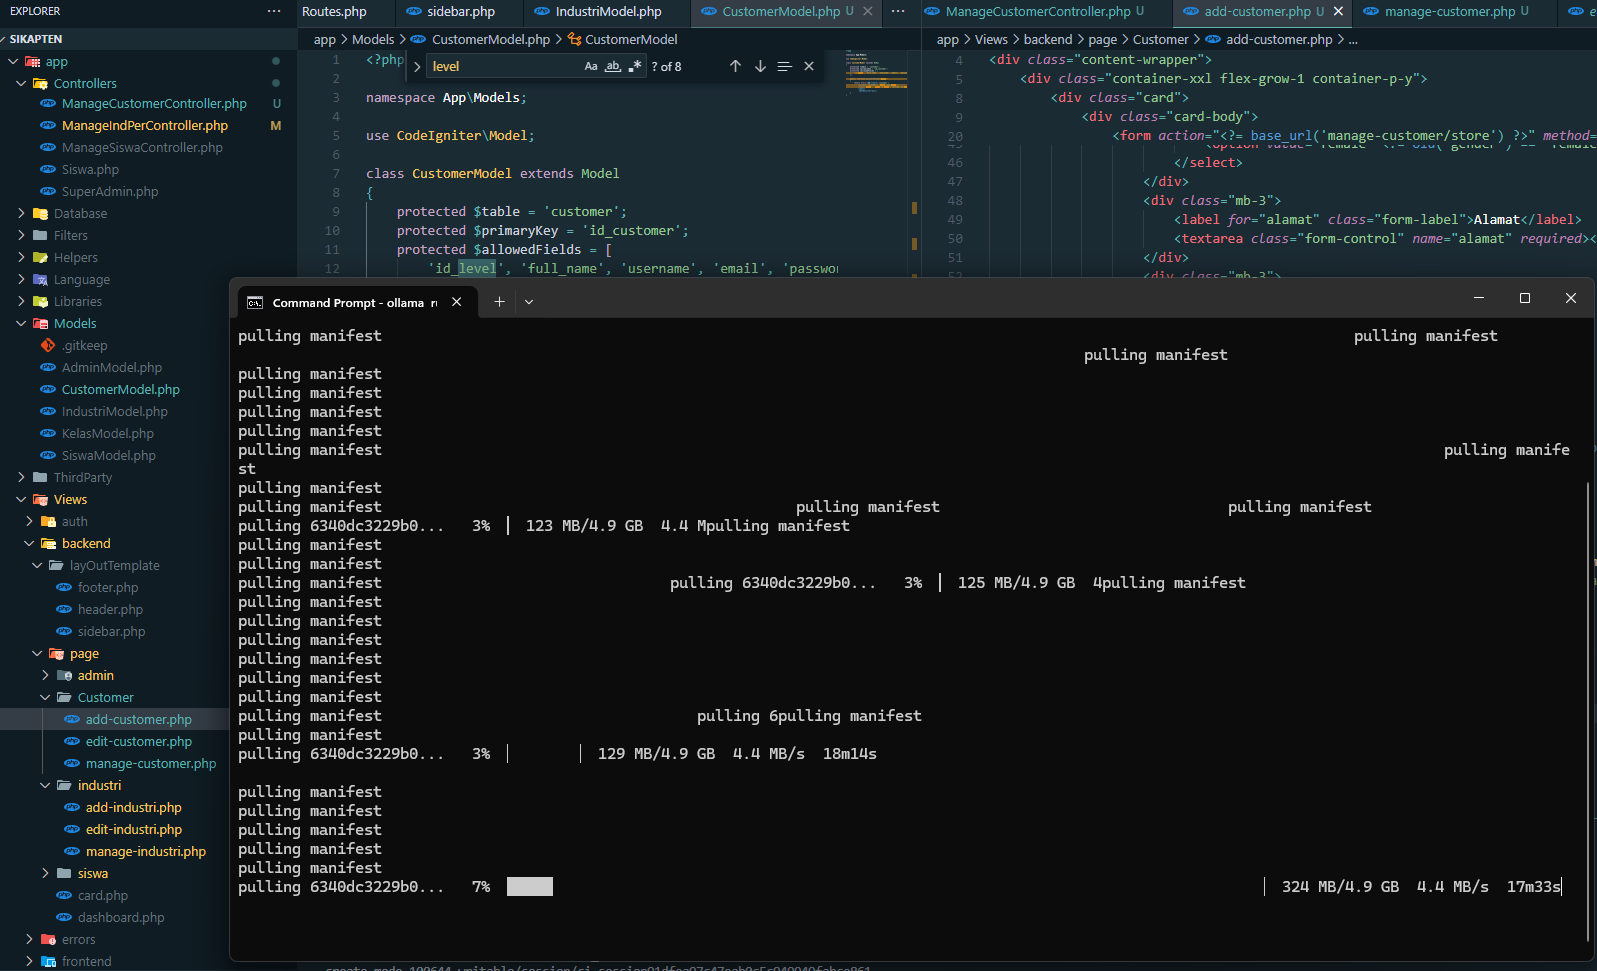 EXPLORER
SIKAPTEN
app
Controllers
ManageCustomerController.php U
ManageIndPerController.php M
ManageSiswaController.php
Siswa.php
SuperAdmin.php
Database
Filters
Helpers
Language
Libraries
Models
.gitkeep
AdminModel.php
CustomerModel.php
IndustriModel.php
KelasModel.php
SiswaModel.php
ThirdParty
Views
auth
backend
layOutTemplate
footer.php
header.php
sidebar.php
page
admin
Customer
add-customer.php
edit-customer.php
manage-customer.php
industri
add-industri.php
edit-industri.php
manage-industri.php
siswa
card.php
dashboard.php
errors
frontend
Routes.php sidebar.php IndustriModel.php CustomerModel.php U
app > Models > CustomerModel.php > CustomerModel
level Aa ab ? of 8
1 <?php
2
3 namespace App\Models;
4
5 use CodeIgniter\Model;
6
7 class CustomerModel extends Model
8 {
9 protected $table = 'customer';
10 protected $primaryKey = 'id_customer';
11 protected $allowedFields = [
12 'id_level', 'full_name', 'username', 'email', 'passwor
ManageCustomerController.php U add-customer.php U manage-customer.php U
app > Views > backend > page > Customer > add-customer.php > ...
4 <div class="content-wrapper">
5 <div class="container-xxl flex-grow-1 container-p-y">
8 <div class="card">
9 <div class="card-body">
20 <form action="<?= base_url('manage-customer/store') ?>" method=
46 </select>
47 </div>
48 <div class="mb-3">
49 <label for="alamat" class="form-label">Alamat</label>
50 <textarea class="form-control" name="alamat" required><
51 </div>
52 <div class="mb-3">
Command Prompt - ollama r
pulling manifest pulling manifest
pulling manifest
pulling manifest
pulling manifest
pulling manifest
pulling manifest
pulling manifest pulling manife
st
pulling manifest
pulling manifest pulling manifest pulling manifest
pulling 6340dc3229b0... 3% | 123 MB/4.9 GB 4.4 Mpulling manifest
pulling manifest
pulling manifest
pulling manifest pulling 6340dc3229b0... 3% | 125 MB/4.9 GB 4pulling manifest
pulling manifest
pulling manifest
pulling manifest
pulling manifest
pulling manifest
pulling manifest
pulling manifest pulling 6pulling manifest
pulling manifest
pulling 6340dc3229b0... 3% | | 129 MB/4.9 GB 4.4 MB/s 18m14s
pulling manifest
pulling manifest
pulling manifest
pulling manifest
pulling manifest
pulling 6340dc3229b0... 7% | 324 MB/4.9 GB 4.4 MB/s 17m33s